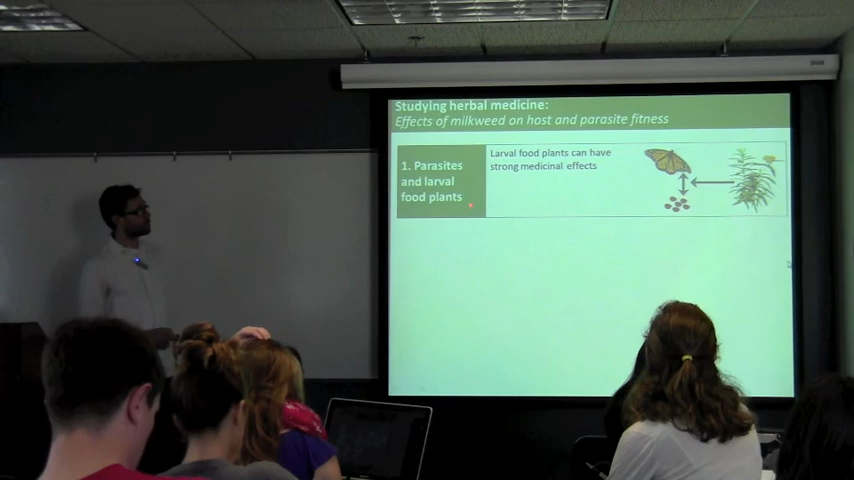 Studying herbal medicine:
Effects of milkweed on host and parasite fitness
1. Parasites
and larval
food plants
Larval food plants can have
strong medicinal effects